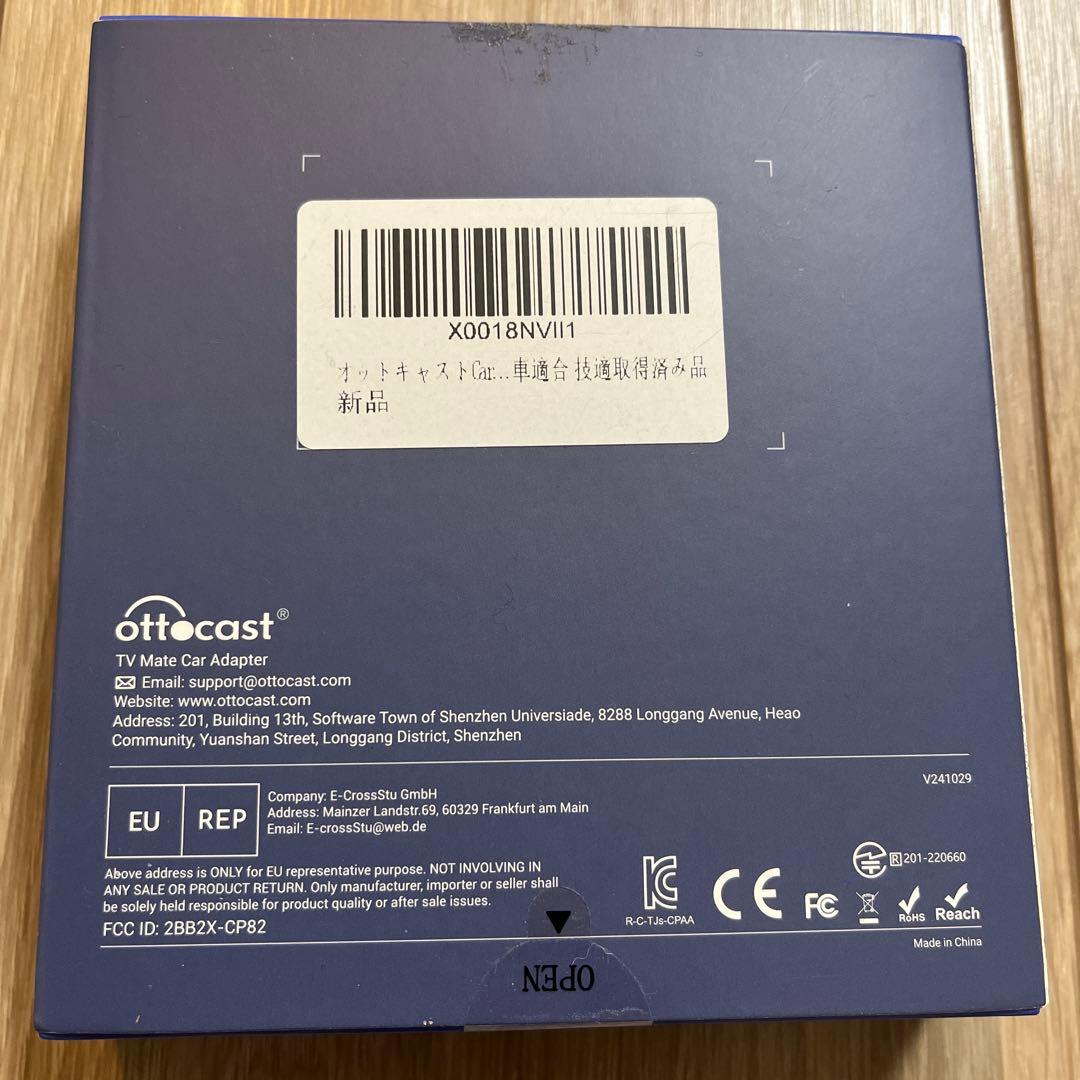 X0018NVII1
オットキャストCar...車適合 技適取得済み品
新品
ottocast®
TV Mate Car Adapter
Email: support@ottocast.com
Website: www.ottocast.com
Address: 201, Building 13th, Software Town of Shenzhen Universiade, 8288 Longgang Avenue, Heao
Community, Yuanshan Street, Longgang District, Shenzhen
V241029
EU REP
Company: E-CrossStu GmbH
Address: Mainzer Landstr.69, 60329 Frankfurt am Main
Email: E-crossStu@web.de
Above address is ONLY for EU representative purpose. NOT INVOLVING IN
ANY SALE OR PRODUCT RETURN. Only manufacturer, importer or seller shall
be solely held responsible for product quality or after sale issues.
FCC ID: 2BB2X-CP82
R-C-TJs-CPAA
CE
FC
R 201-220660
RoHS
Reach
Made in China
OPEN